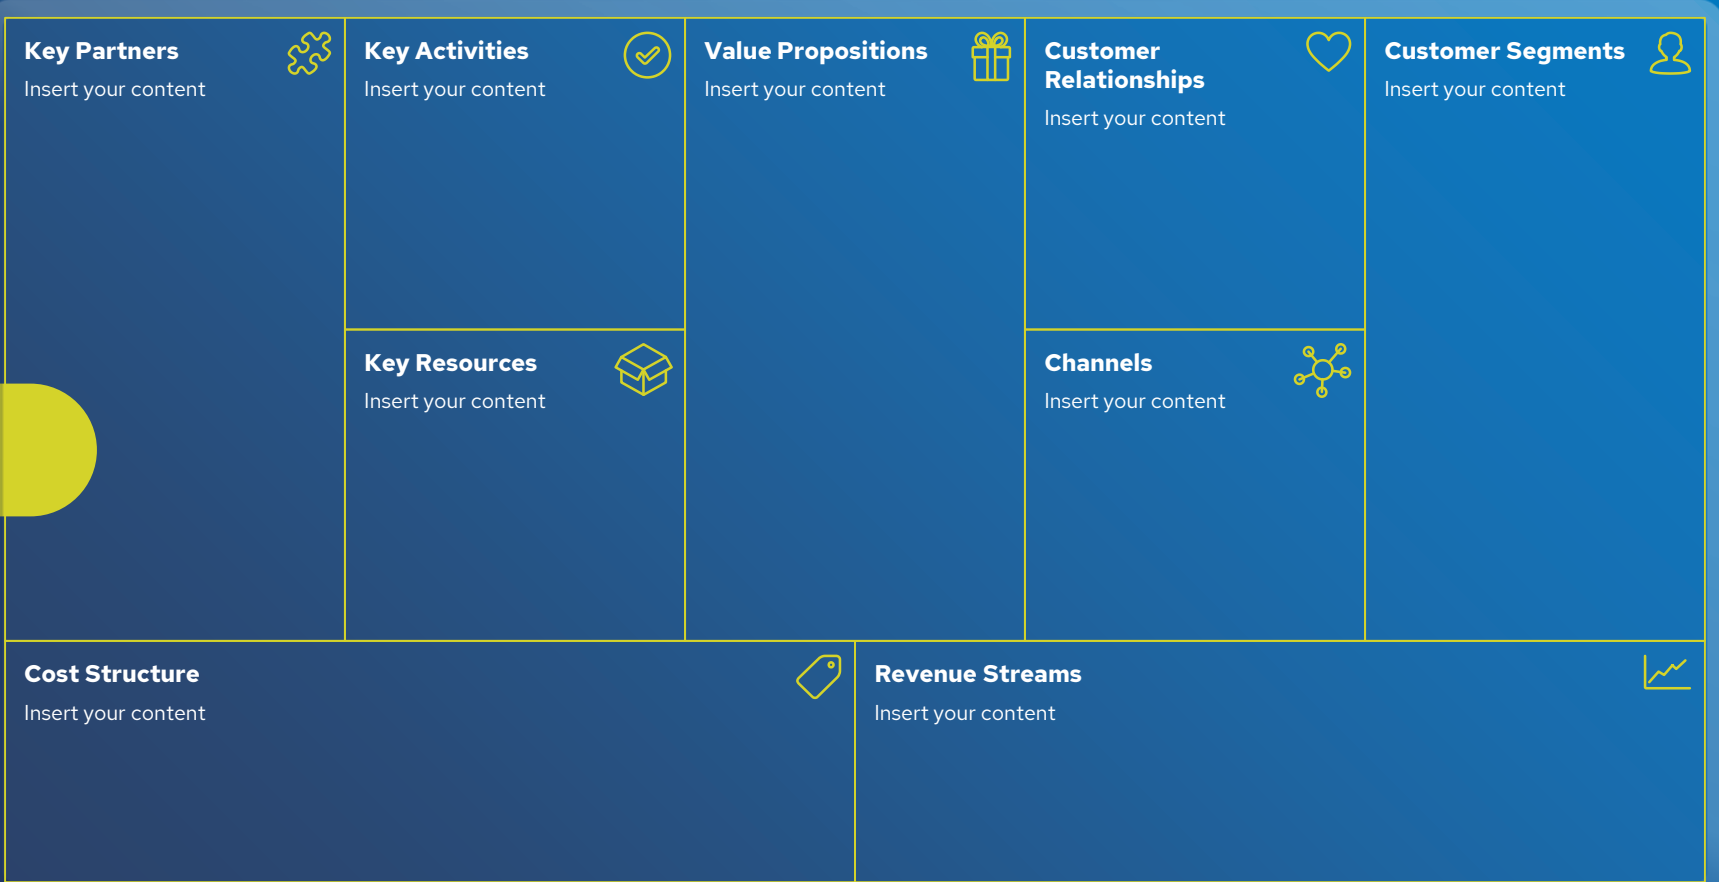 Key Partners
Insert your content
Key Activities
Insert your content
Key Resources
Insert your content
Value Propositions
Insert your content
Customer
Relationships
Insert your content
Channels
Insert your content
Customer Segments
Insert your content
Cost Structure
Insert your content
Revenue Streams
Insert your content